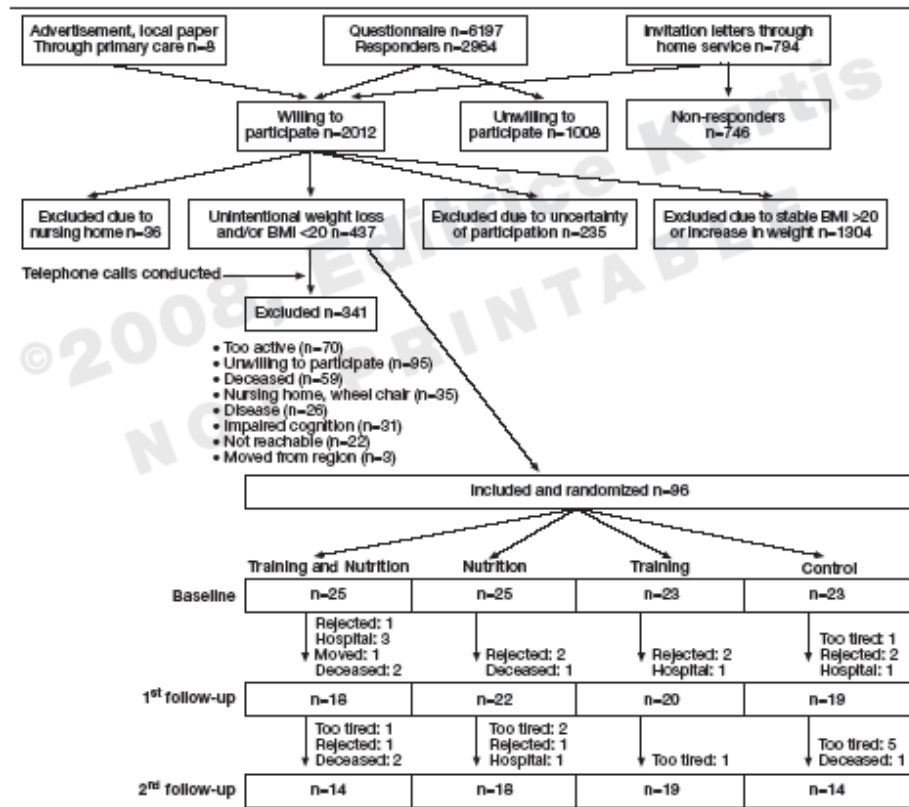 Advertisement, local paper
Through primary care n=8
Questionnaire n=6197
Responders n=2964
Invitation letters through
home service n=794
Willing to
participate n=2012
Unwilling to
participate n=1008
Non-responders
n=746
Excluded due to
nursing home n=36
Unintentional weight loss
and/or BMI <20 n=437
Excluded due to uncertainty
of participation n=235
Excluded due to stable BMI >20
or increase in weight n=1304
Telephone calls conducted
Excluded n=341
• Too active (n=70)
• Unwilling to participate (n=95)
• Deceased (n=59)
• Nursing home, wheel chair (n=35)
• Disease (n=26)
• Impaired cognition (n=31)
• Not reachable (n=22)
• Moved from region (n=3)
Included and randomized n=96
Training and Nutrition Nutrition Training Control
Baseline n=25 n=25 n=23 n=23
Rejected: 1
Hospital: 3
Moved: 1
Deceased: 2
Rejected: 2
Deceased: 1
Rejected: 2
Hospital: 1
Too tired: 1
Rejected: 2
Hospital: 1
1st follow-up n=18 n=22 n=20 n=19
Too tired: 1
Rejected: 1
Deceased: 2
Too tired: 2
Rejected: 1
Hospital: 1
Too tired: 1
Too tired: 5
Deceased: 1
2nd follow-up n=14 n=18 n=19 n=14
©2008, Editrice Kurtis